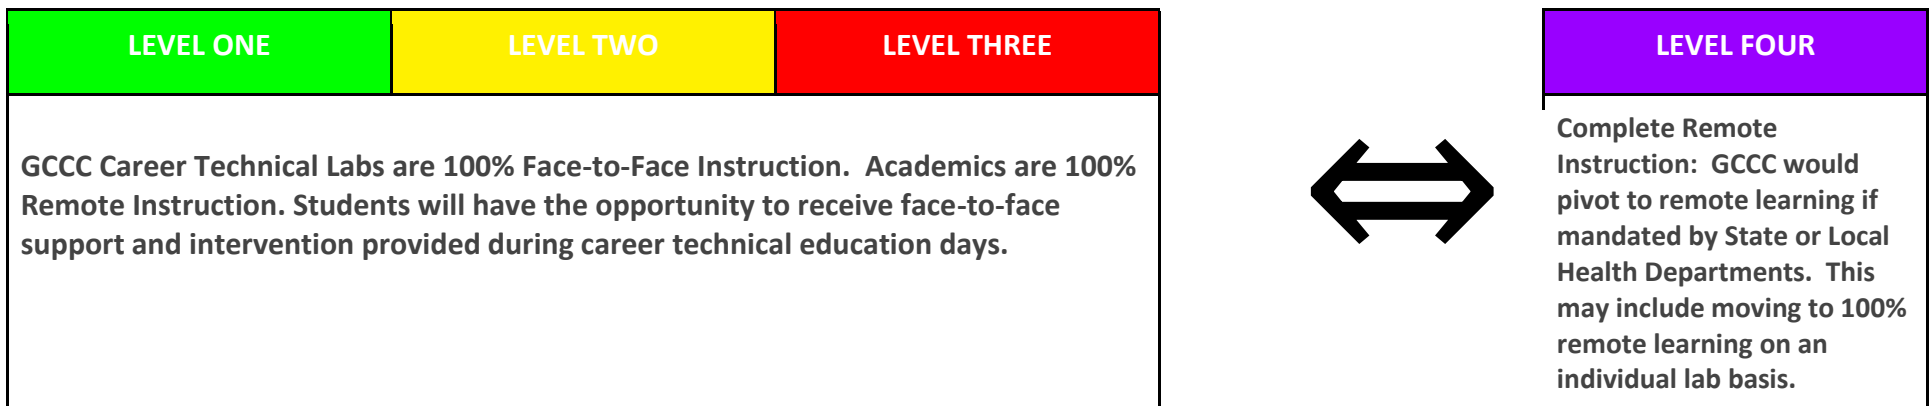 LEVEL ONE
LEVEL TWO
LEVEL THREE
GCCC Career Technical Labs are 100% Face-to-Face Instruction.  Academics are 100%
Remote Instruction. Students will have the opportunity to receive face-to-face
support and intervention provided during career technical education days.
LEVEL FOUR
Complete Remote
Instruction:  GCCC would
pivot to remote learning if
mandated by State or Local
Health Departments.  This
may include moving to 100%
remote learning on an
individual lab basis.